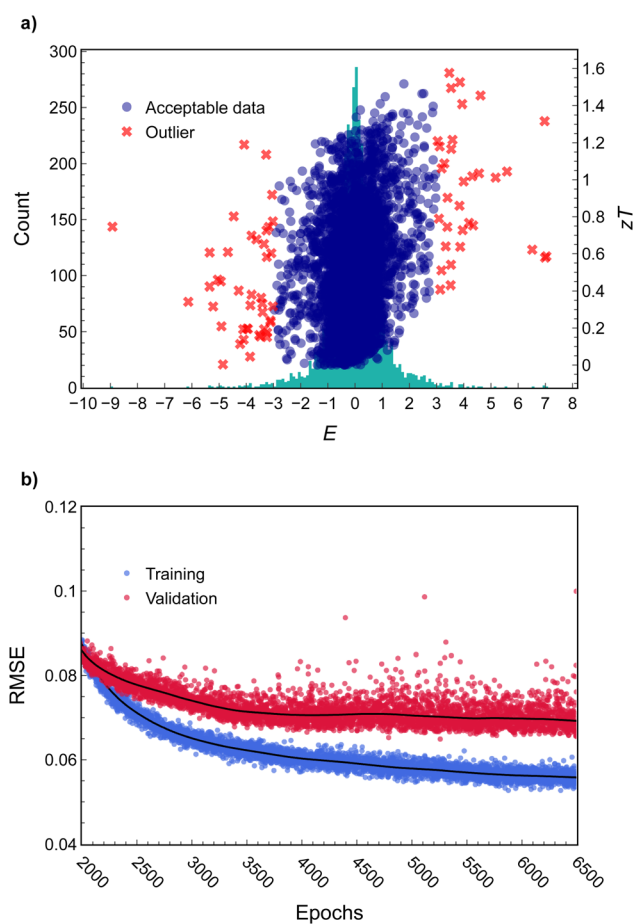 a)
300
250
200
150
100
50
0
Count
Acceptable data
Outlier
1.6
1.4
1.2
1
0.8
0.6
0.4
0.2
0
zT
−10 −9 −8 −7 −6 −5 −4 −3 −2 −1 0 1 2 3 4 5 6 7 8
E
b)
0.12
0.1
0.08
0.06
0.04
RMSE
Training
Validation
2000 2500 3000 3500 4000 4500 5000 5500 6000 6500
Epochs